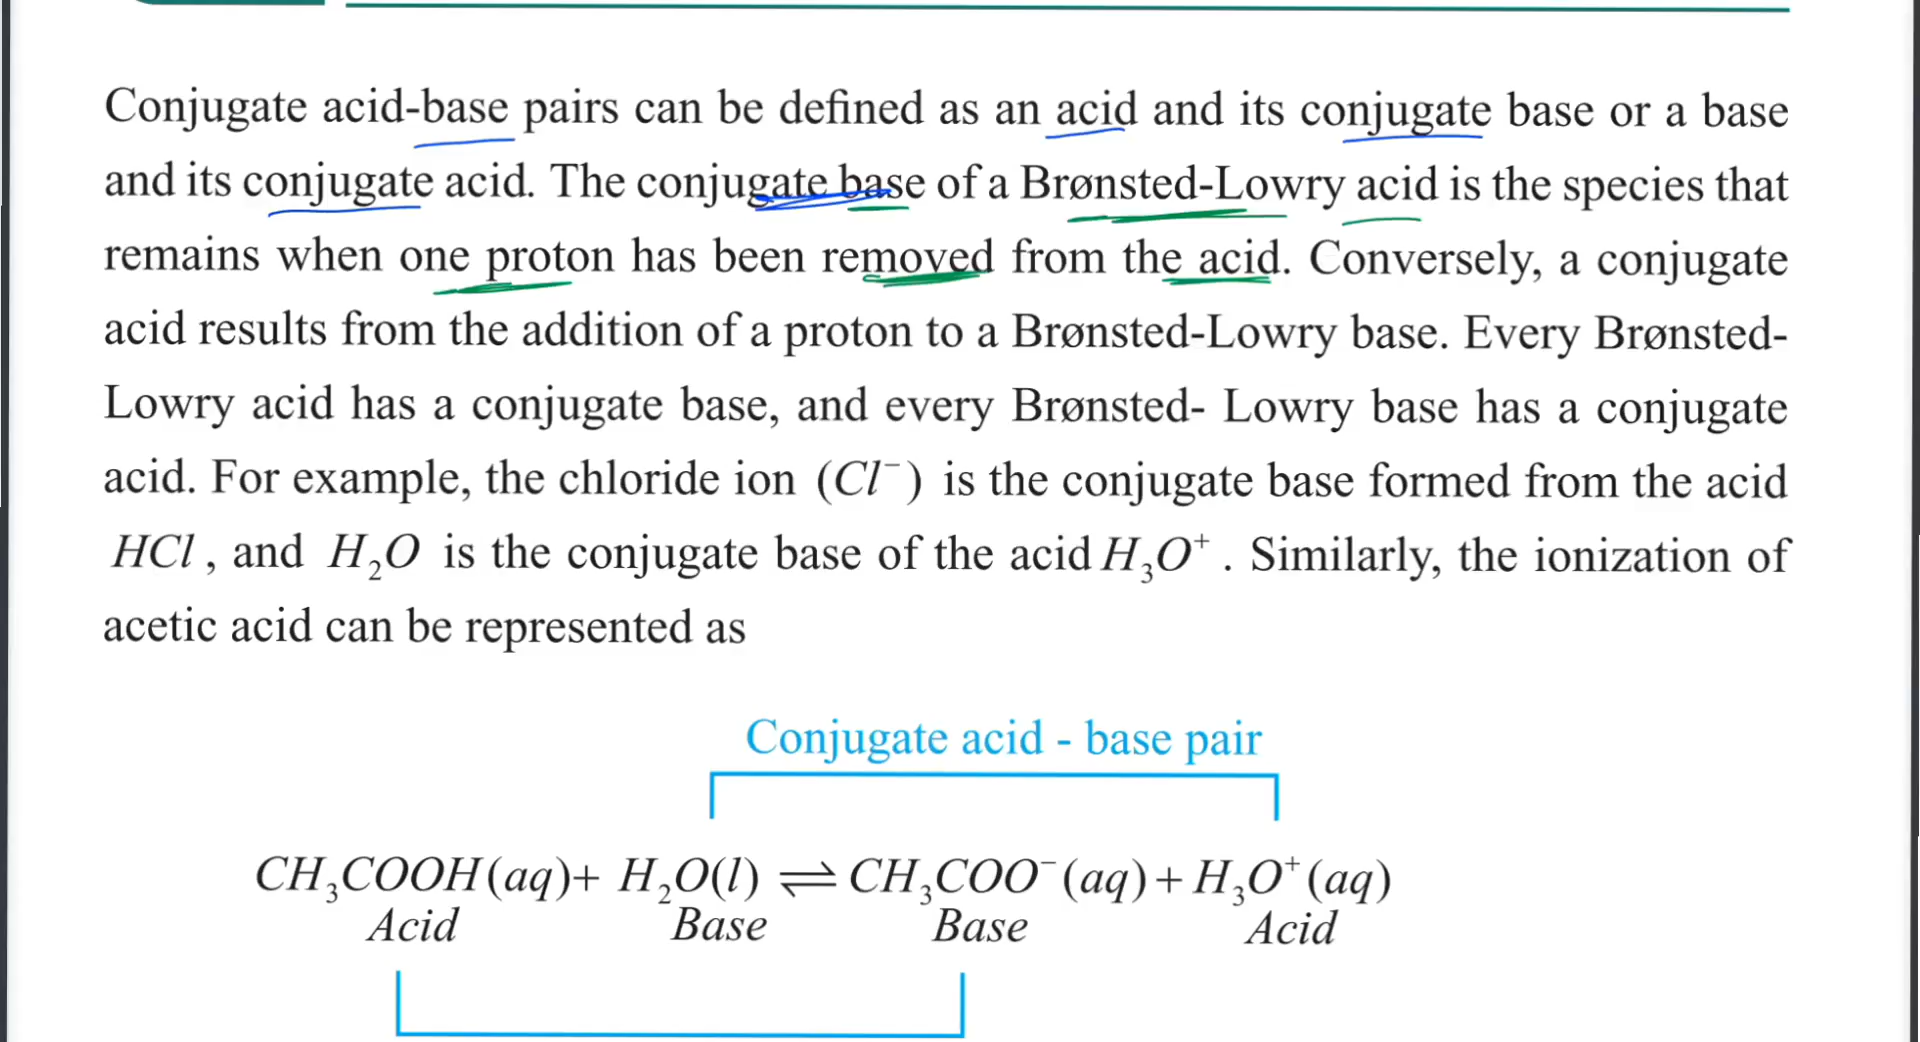 Conjugate acid-base pairs can be defined as an acid and its conjugate base or a base
and its conjugate acid. The conjugate base of a Brønsted-Lowry acid is the species that
remains when one proton has been removed from the acid. Conversely, a conjugate
acid results from the addition of a proton to a Brønsted-Lowry base. Every Brønsted-
Lowry acid has a conjugate base, and every Brønsted- Lowry base has a conjugate
acid. For example, the chloride ion (Cl⁻) is the conjugate base formed from the acid
HCl , and H₂O is the conjugate base of the acid H₃O⁺ . Similarly, the ionization of
acetic acid can be represented as
Conjugate acid - base pair
CH₃COOH(aq)+ H₂O(l) ⇌ CH₃COO⁻(aq)+H₃O⁺(aq)
Acid Base Base Acid